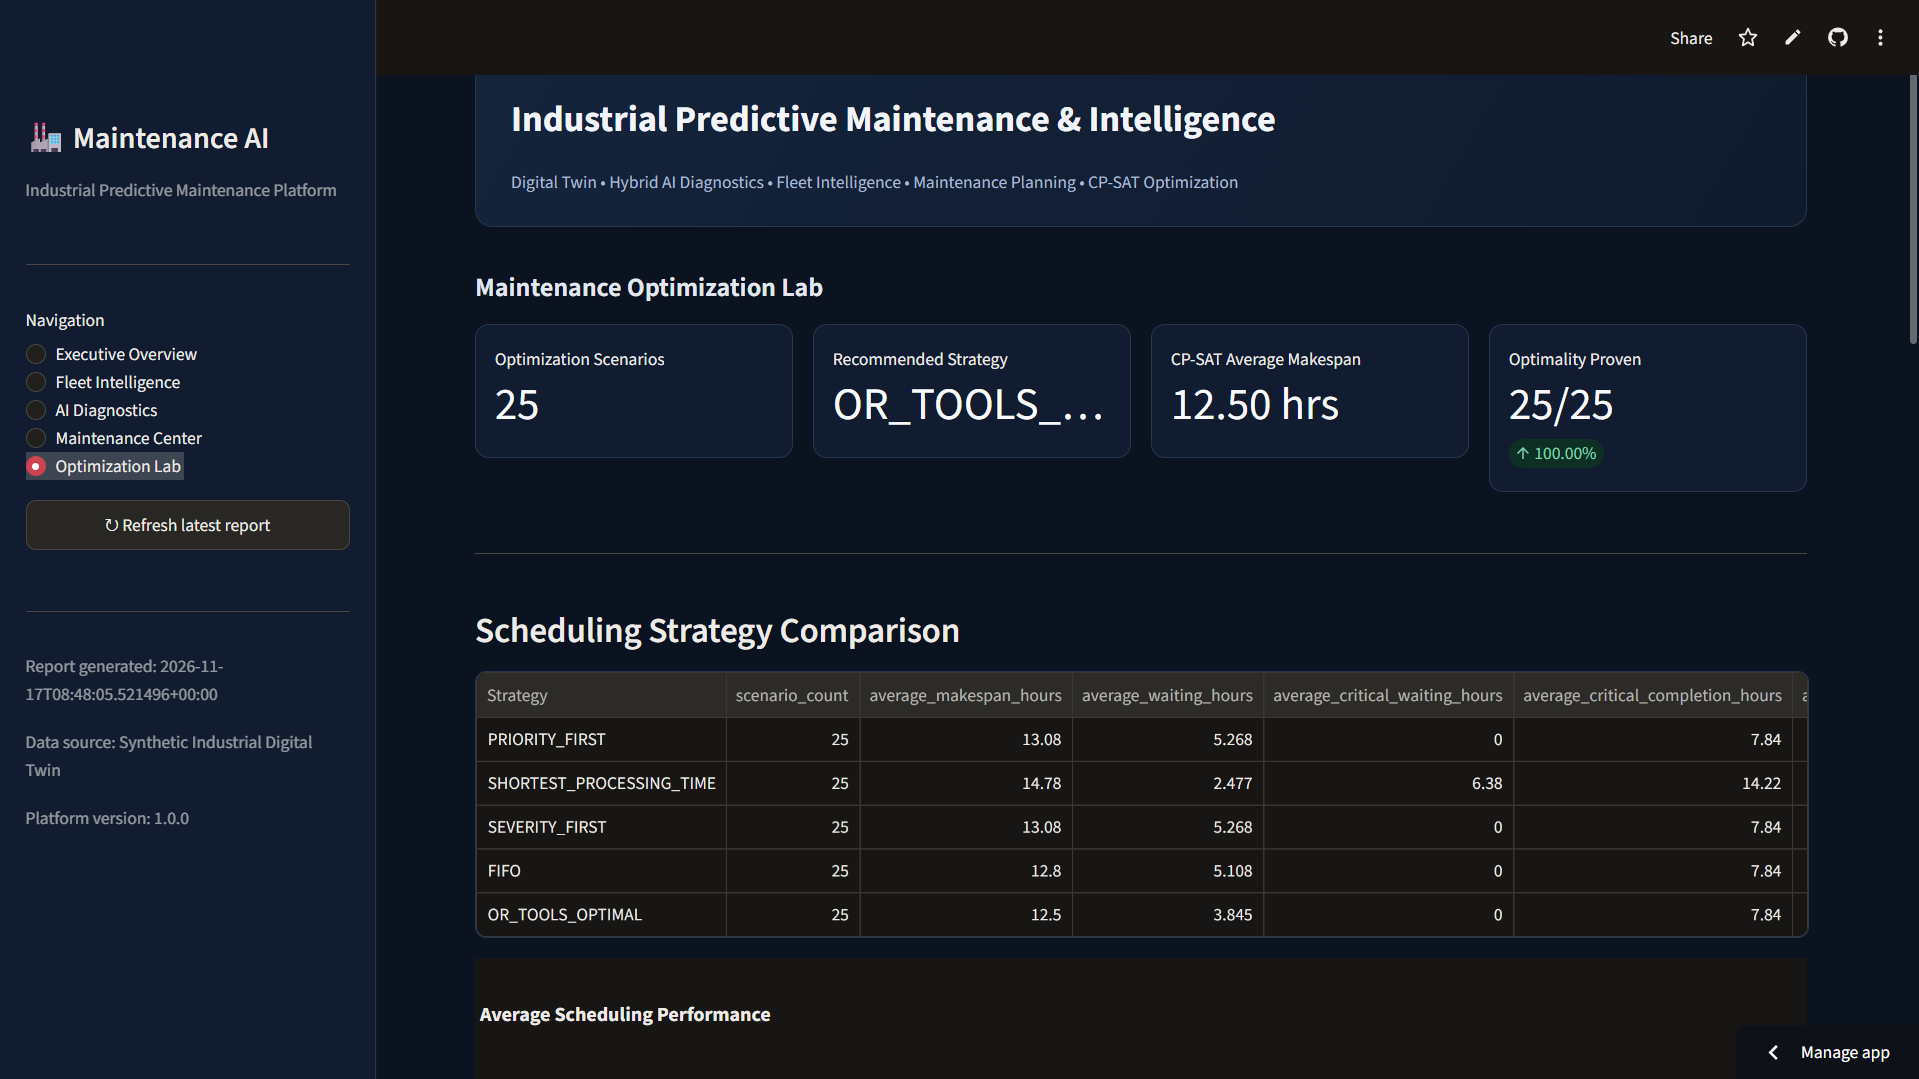 Share
Maintenance AI
Industrial Predictive Maintenance Platform
Navigation
Executive Overview
Fleet Intelligence
AI Diagnostics
Maintenance Center
Optimization Lab
↻ Refresh latest report
Report generated: 2026-11-
17T08:48:05.521496+00:00
Data source: Synthetic Industrial Digital
Twin
Platform version: 1.0.0
Industrial Predictive Maintenance & Intelligence
Digital Twin • Hybrid AI Diagnostics • Fleet Intelligence • Maintenance Planning • CP-SAT Optimization
Maintenance Optimization Lab
Optimization Scenarios
25
Recommended Strategy
OR_TOOLS_…
CP-SAT Average Makespan
12.50 hrs
Optimality Proven
25/25
↑ 100.00%
Scheduling Strategy Comparison
Strategy scenario_count average_makespan_hours average_waiting_hours average_critical_waiting_hours average_critical_completion_hours a
PRIORITY_FIRST 25 13.08 5.268 0 7.84
SHORTEST_PROCESSING_TIME 25 14.78 2.477 6.38 14.22
SEVERITY_FIRST 25 13.08 5.268 0 7.84
FIFO 25 12.8 5.108 0 7.84
OR_TOOLS_OPTIMAL 25 12.5 3.845 0 7.84
Average Scheduling Performance
Manage app